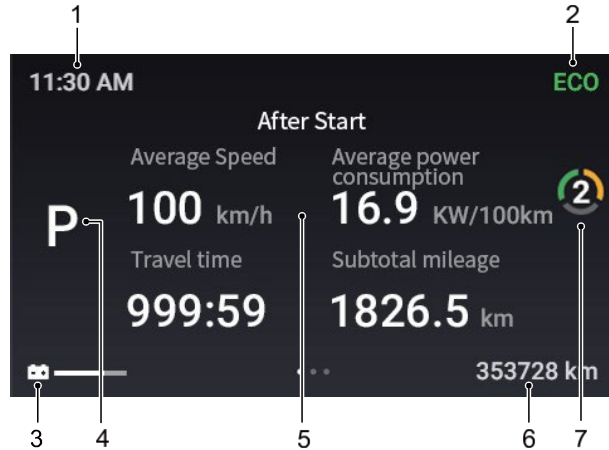 1
2
11:30 AM
ECO
After Start
Average Speed
Average power
consumption
100 km/h
16.9 KW/100km
2
P
Travel time
Subtotal mileage
999:59
1826.5 km
353728 km
3
4
5
6
7